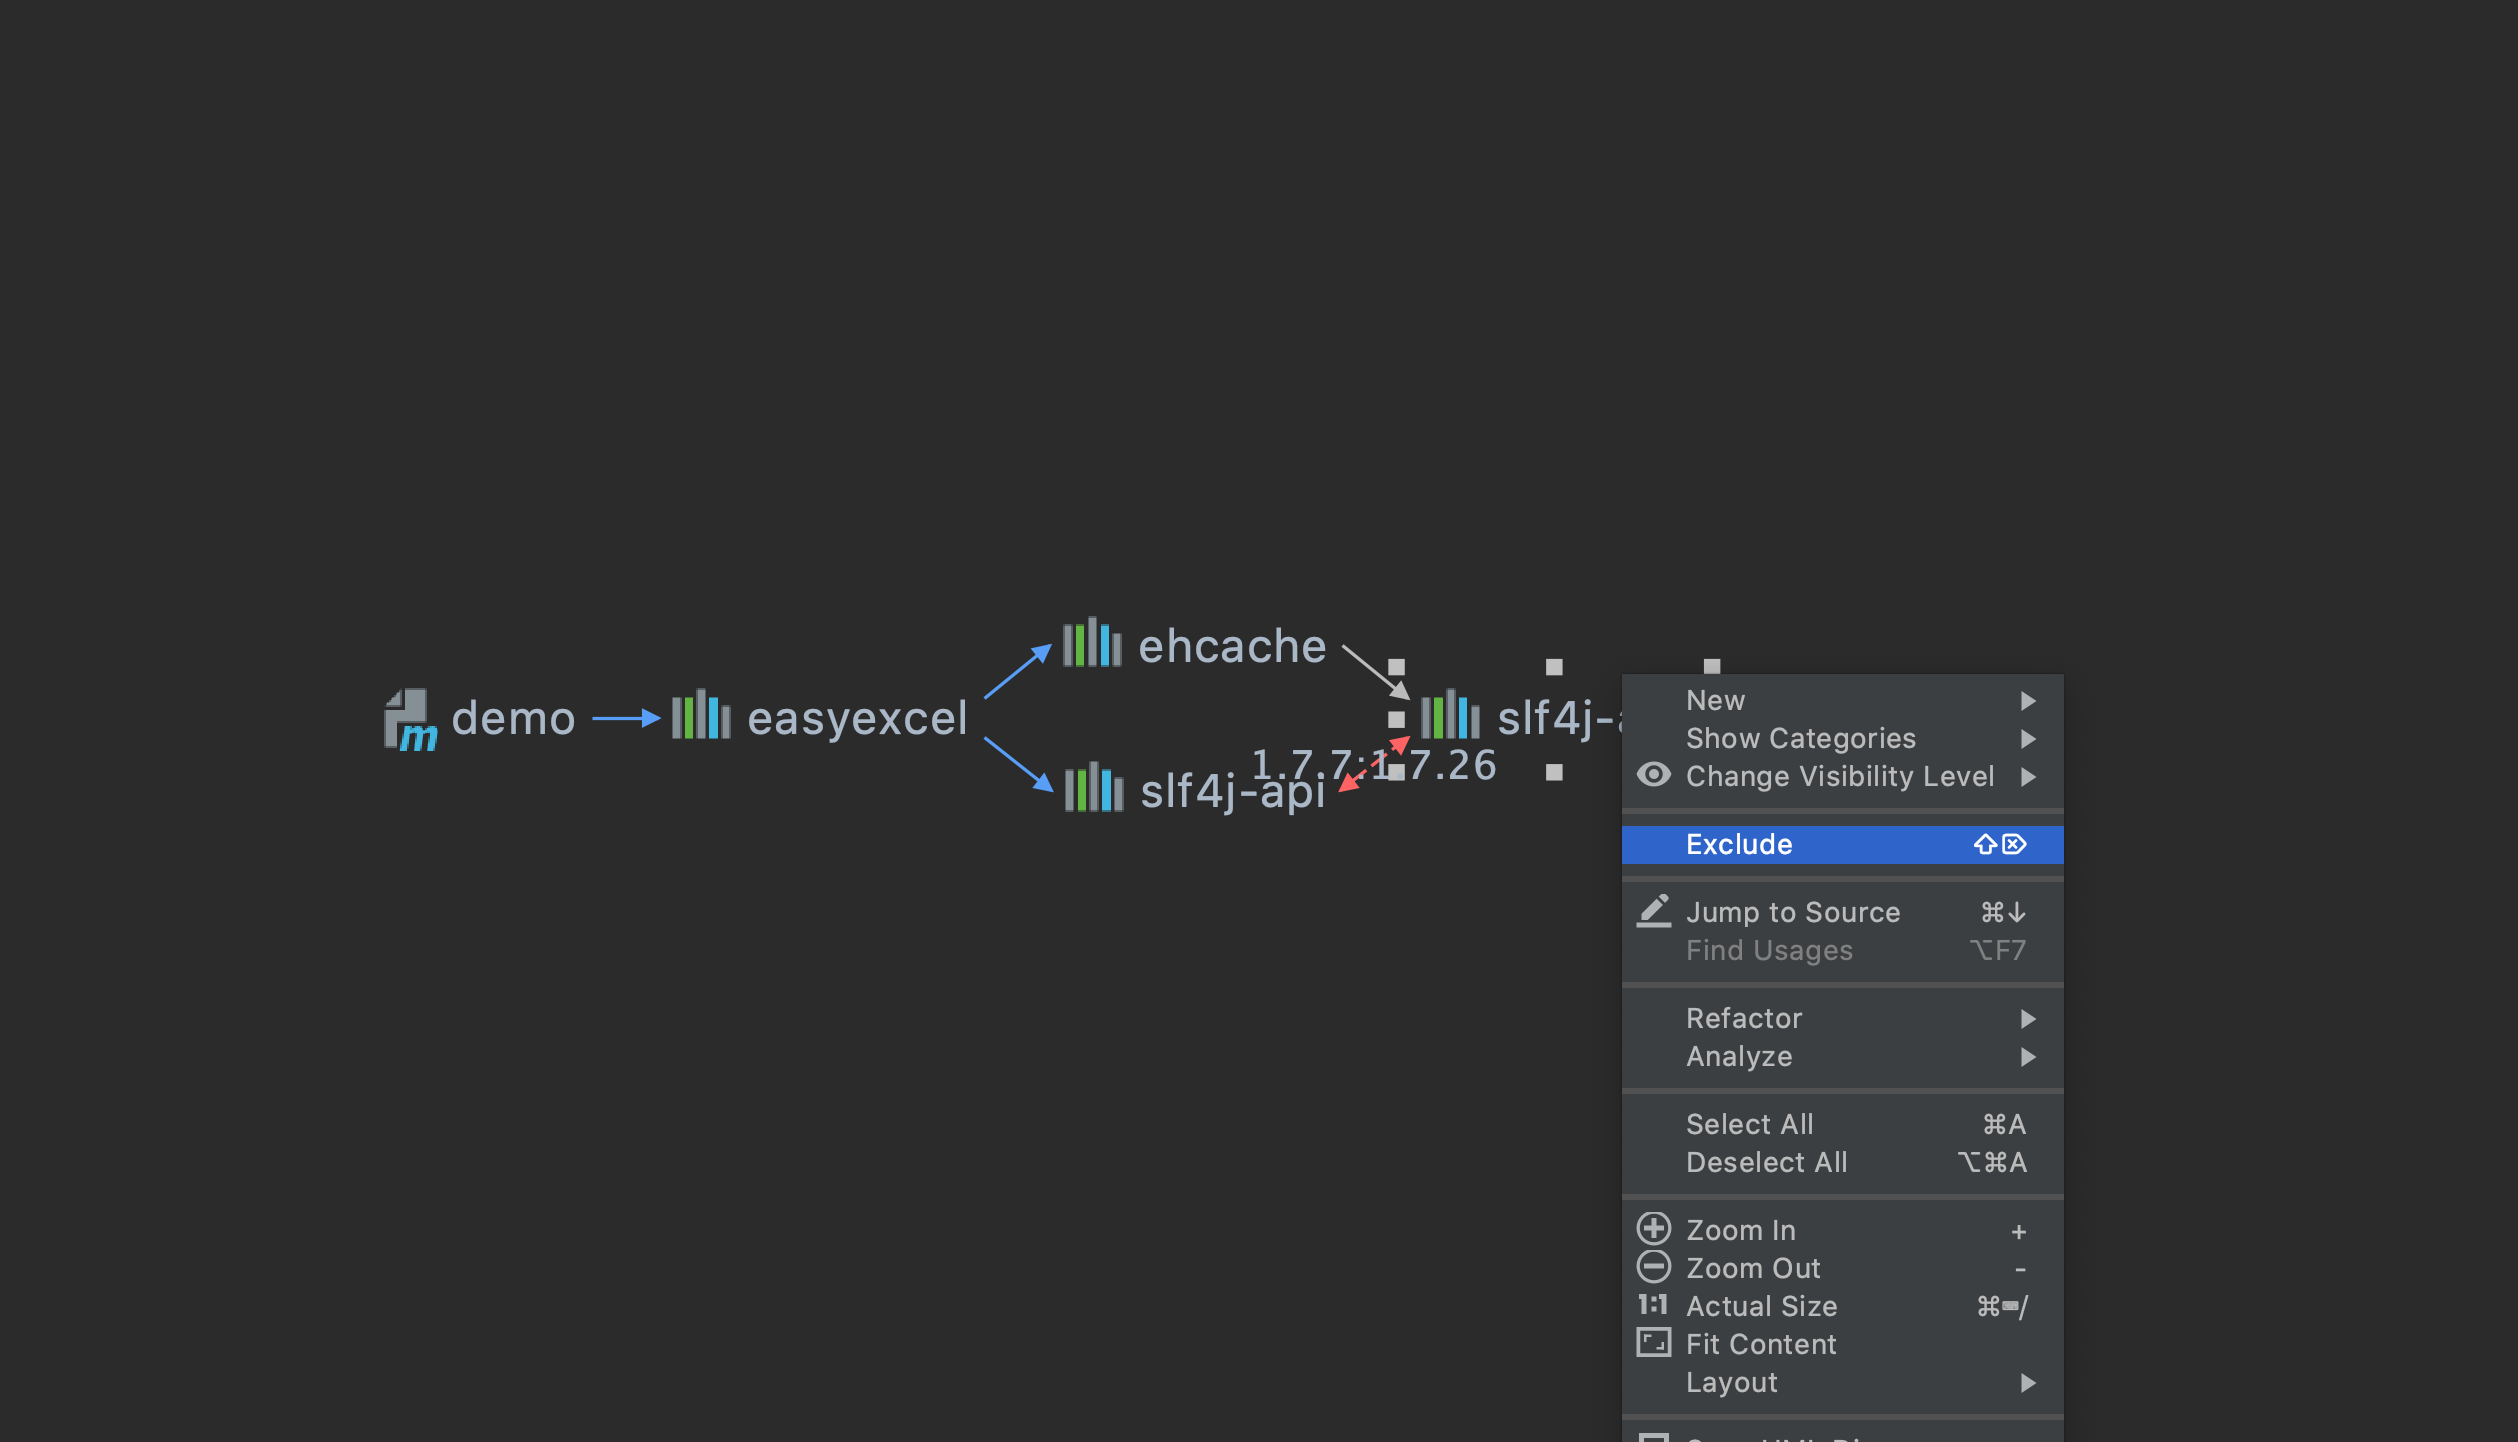 ehcache
demo
easyexcel
slf4j-
1.7.7:1.7.26
slf4j-api
New
Show Categories
Change Visibility Level
Exclude ⇧⌦
Jump to Source ⌘↓
Find Usages ⌥F7
Refactor
Analyze
Select All ⌘A
Deselect All ⌥⌘A
Zoom In +
Zoom Out -
1:1 Actual Size ⌘⌨/
Fit Content
Layout